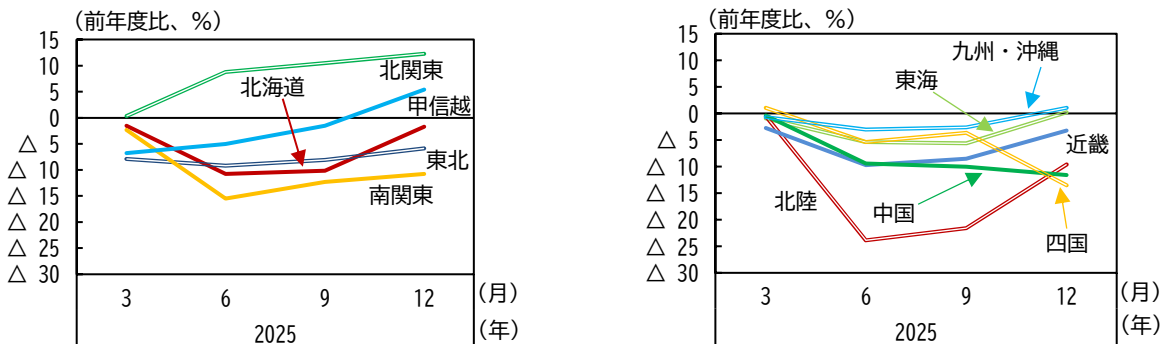 （前年度比、％）
15
10
5
0
△ 5
△ 10
△ 15
△ 20
△ 25
△ 30
北関東
北海道
甲信越
東北
南関東
3 6 9 12 （月）
2025 （年）
（前年度比、％）
15
10
5
0
△ 5
△ 10
△ 15
△ 20
△ 25
△ 30
九州・沖縄
東海
近畿
北陸
中国
四国
3 6 9 12 （月）
2025 （年）